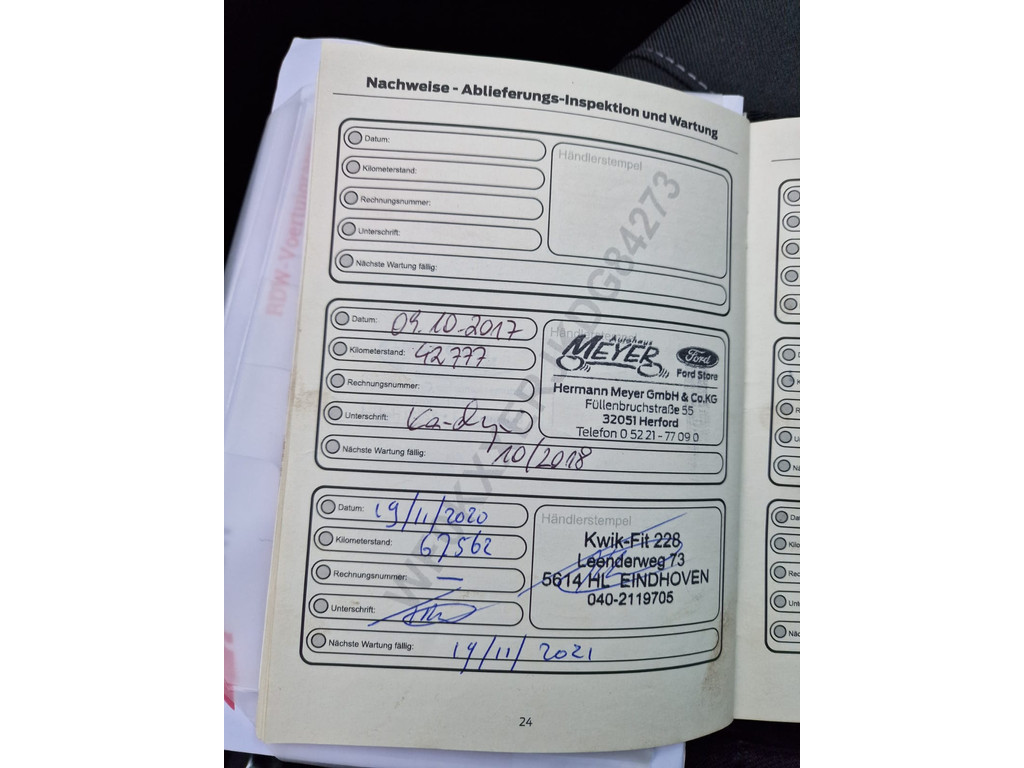 Nachweise - Ablieferungs-Inspektion und Wartung
Datum:
Kilometerstand:
Rechnungsnummer:
Unterschrift:
Nächste Wartung fällig:
Händlerstempel
Datum: 09.10.2017
Kilometerstand: 42777
Rechnungsnummer:
Unterschrift:
Nächste Wartung fällig: 10/2018
Händlerstempel
Autohaus
MEYER
Ford
Ford Store
Hermann Meyer GmbH & Co.KG
Füllenbruchstraße 55
32051 Herford
Telefon 0 52 21 - 77 09 0
Datum: 19/11/2020
Kilometerstand: 67562
Rechnungsnummer: —
Unterschrift:
Nächste Wartung fällig: 19/11/2021
Händlerstempel
Kwik-Fit 228
Leenderweg 73
5614 HL EINDHOVEN
040-2119705
24